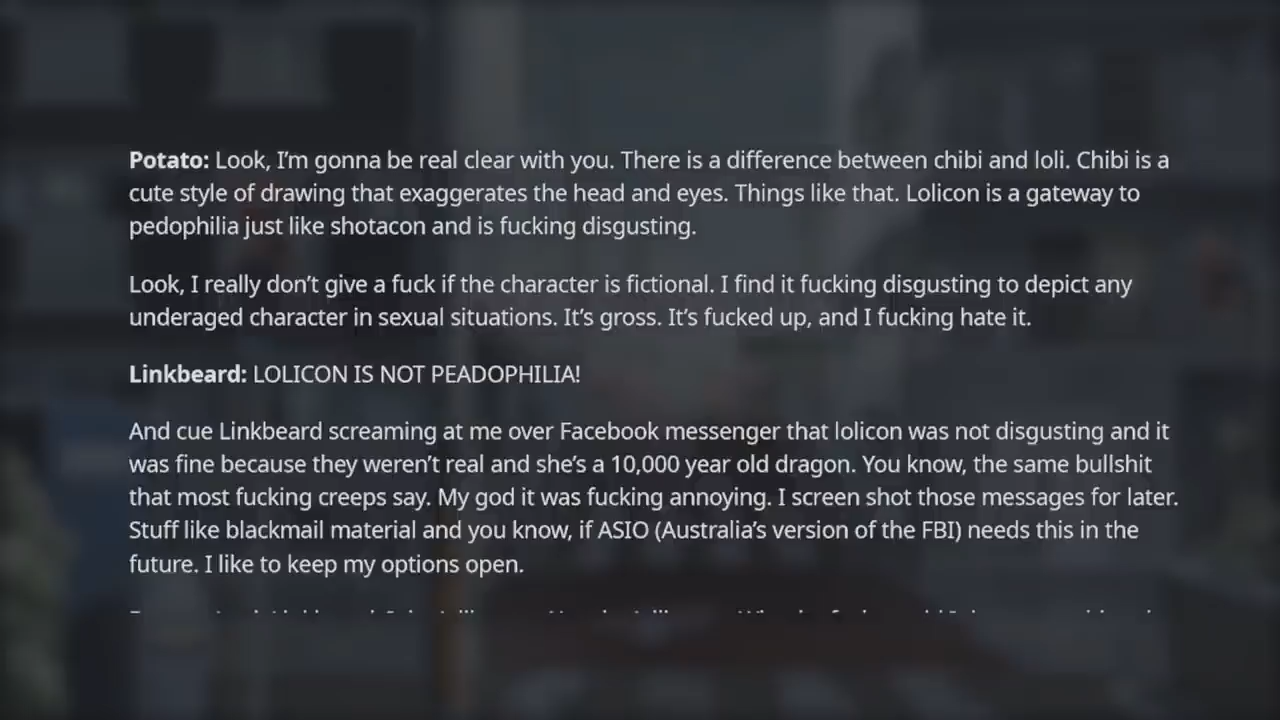 Potato: Look, I'm gonna be real clear with you. There is a difference between chibi and loli. Chibi is a
cute style of drawing that exaggerates the head and eyes. Things like that. Lolicon is a gateway to
pedophilia just like shotacon and is fucking disgusting.
Look, I really don't give a fuck if the character is fictional. I find it fucking disgusting to depict any
underaged character in sexual situations. It's gross. It's fucked up, and I fucking hate it.
Linkbeard: LOLICON IS NOT PEADOPHILIA!
And cue Linkbeard screaming at me over Facebook messenger that lolicon was not disgusting and it
was fine because they weren't real and she's a 10,000 year old dragon. You know, the same bullshit
that most fucking creeps say. My god it was fucking annoying. I screen shot those messages for later.
Stuff like blackmail material and you know, if ASIO (Australia's version of the FBI) needs this in the
future. I like to keep my options open.